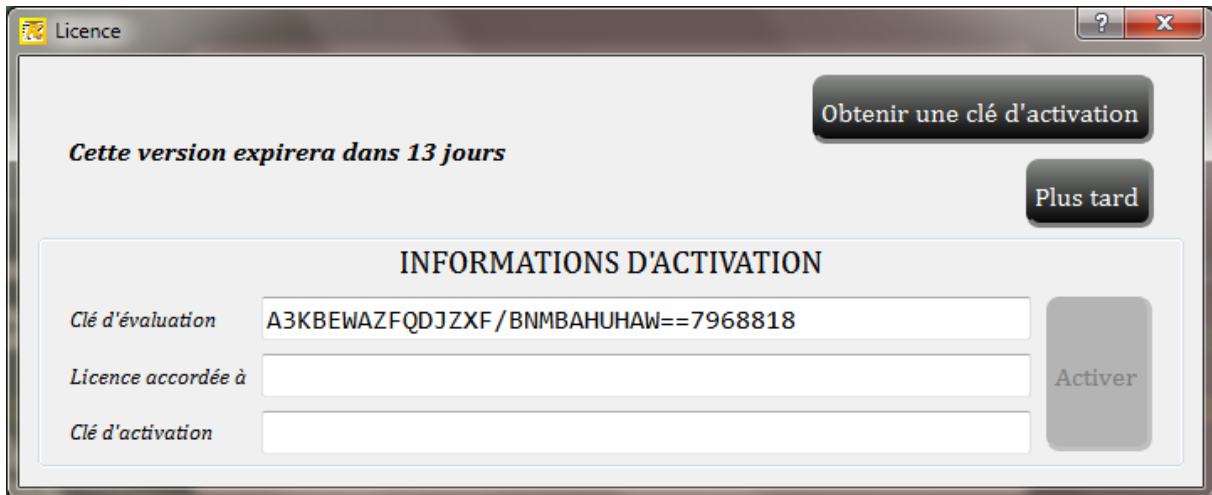 Licence
Obtenir une clé d'activation
Cette version expirera dans 13 jours
Plus tard
INFORMATIONS D'ACTIVATION
Clé d'évaluation A3KBEWAZFQDJZXF/BNMBAHUHAW==7968818
Licence accordée à
Activer
Clé d'activation